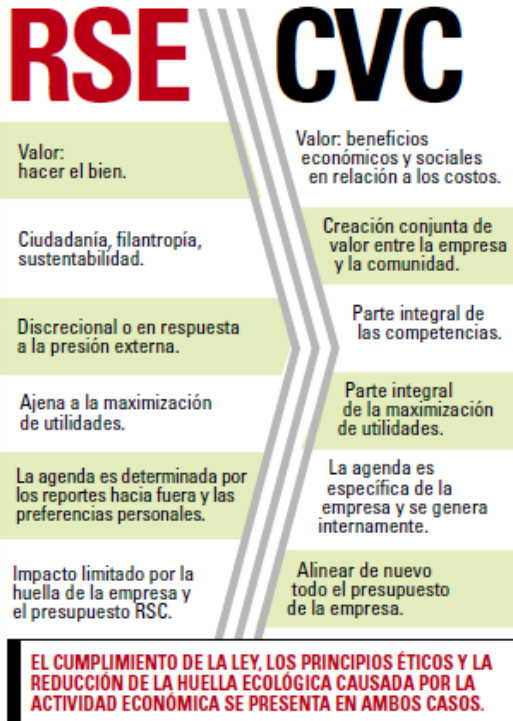 RSE
Valor:
hacer el bien.
Ciudadanía, filantropía,
sustentabilidad.
Discrecional o en respuesta
a la presión externa.
Ajena a la maximización
de utilidades.
La agenda es determinada por
los reportes hacia fuera y las
preferencias personales.
Impacto limitado por la
huella de la empresa y
el presupuesto RSC.
CVC
Valor: beneficios
económicos y sociales
en relación a los costos.
Creación conjunta de
valor entre la empresa
y la comunidad.
Parte integral de
las competencias.
Parte integral
de la maximización
de utilidades.
La agenda es
específica de la
empresa y se genera
internamente.
Alinear de nuevo
todo el presupuesto
de la empresa.
EL CUMPLIMIENTO DE LA LEY, LOS PRINCIPIOS ÉTICOS Y LA
REDUCCIÓN DE LA HUELLA ECOLÓGICA CAUSADA POR LA
ACTIVIDAD ECONÓMICA SE PRESENTA EN AMBOS CASOS.